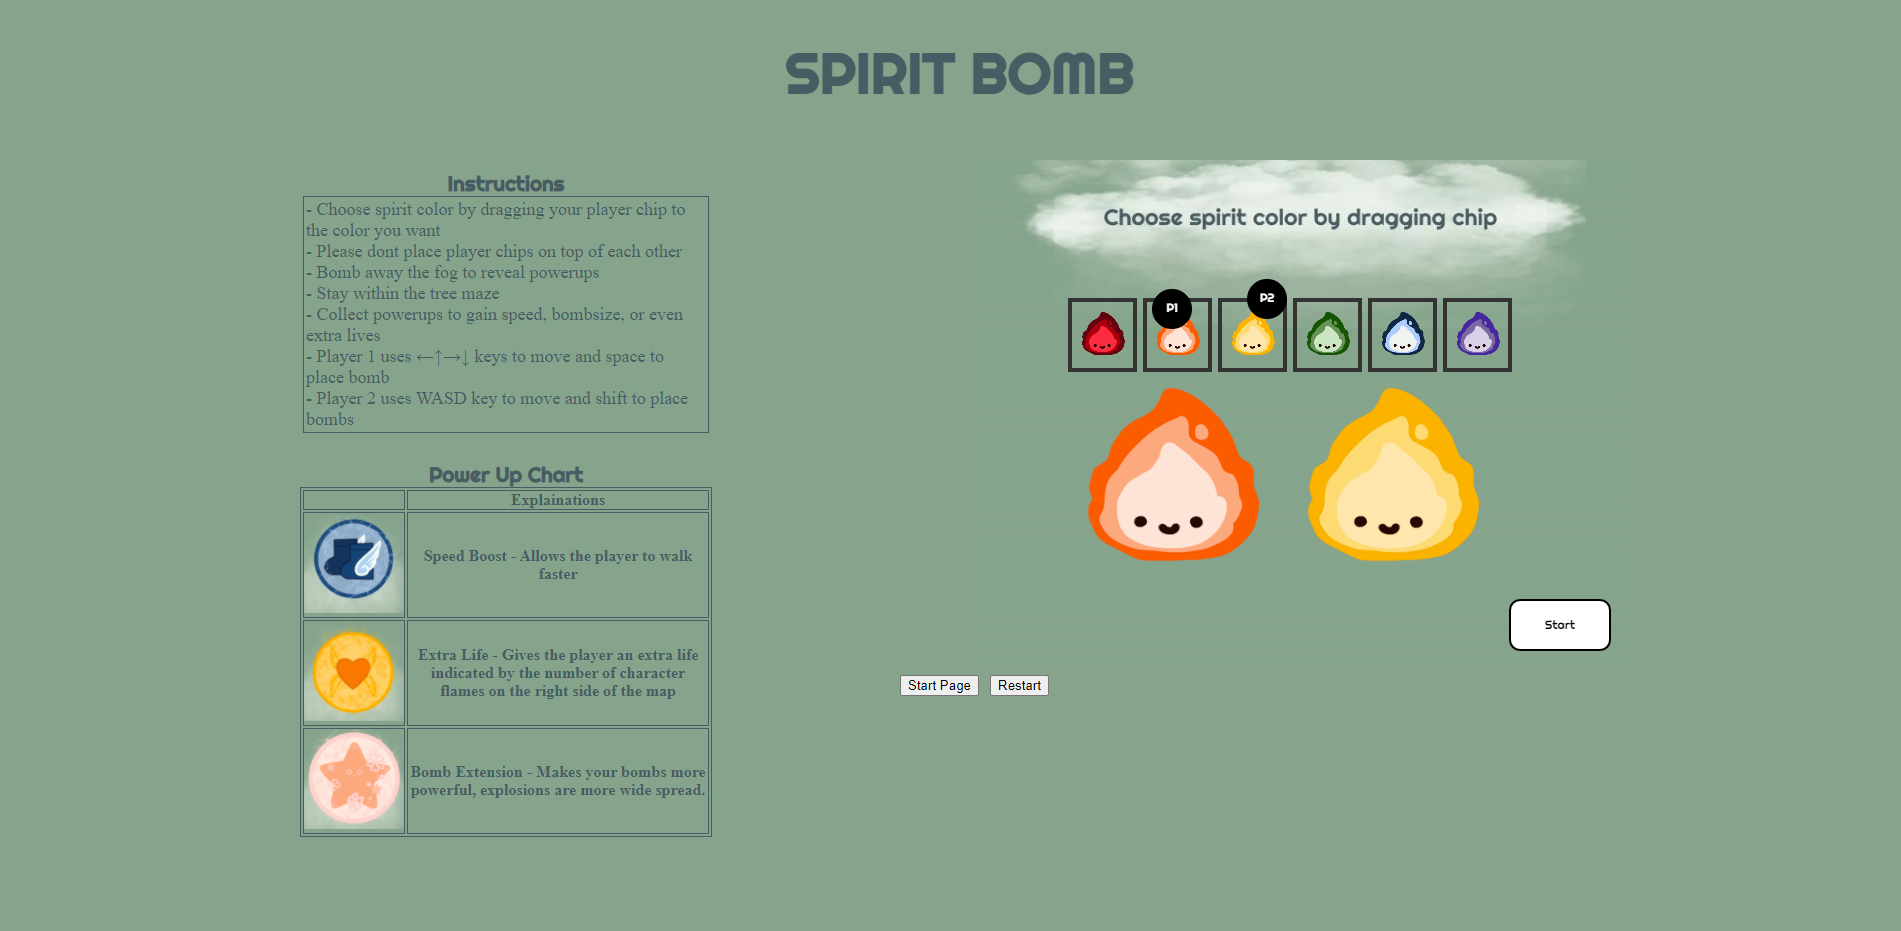 SPIRIT BOMB
Instructions
- Choose spirit color by dragging your player chip to
the color you want
- Please dont place player chips on top of each other
- Bomb away the fog to reveal powerups
- Stay within the tree maze
- Collect powerups to gain speed, bombsize, or even
extra lives
- Player 1 uses ←↑→↓ keys to move and space to
place bomb
- Player 2 uses WASD key to move and shift to place
bombs
Power Up Chart
Explainations
Speed Boost - Allows the player to walk
faster
Extra Life - Gives the player an extra life
indicated by the number of character
flames on the right side of the map
Bomb Extension - Makes your bombs more
powerful, explosions are more wide spread.
Choose spirit color by dragging chip
P1
P2
Start
Start Page
Restart